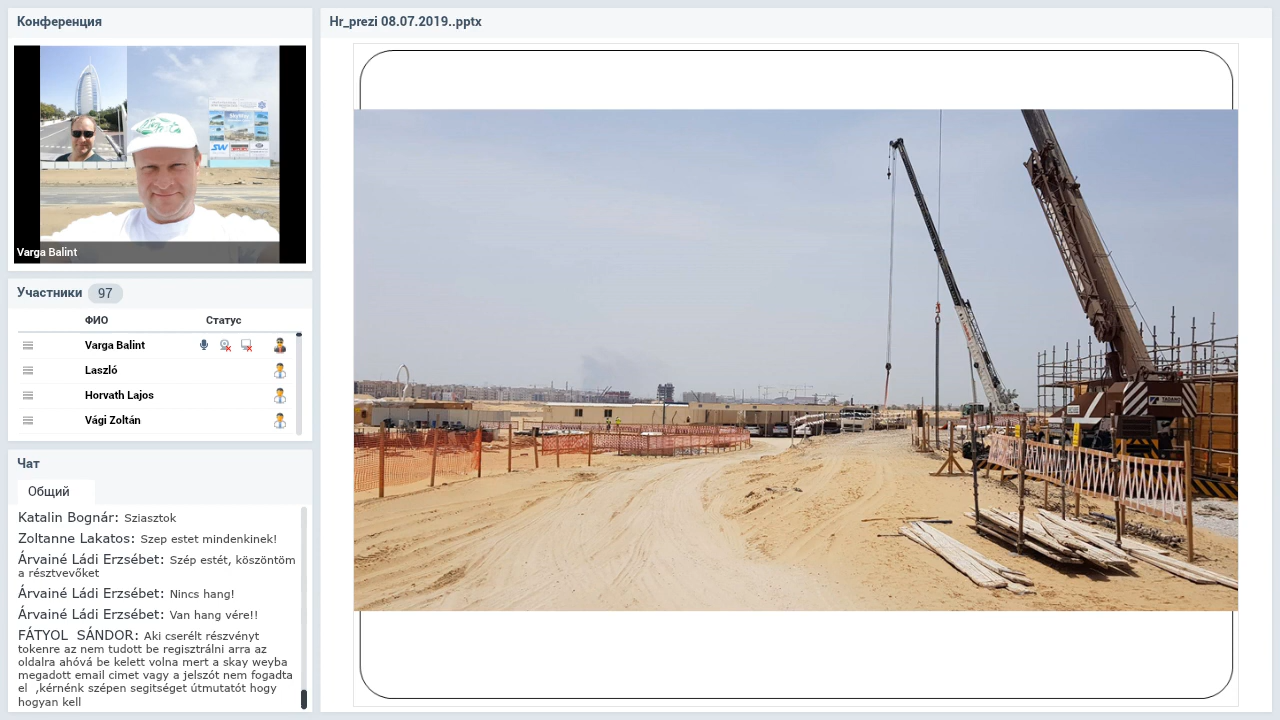 Конференция
Varga Balint
Участники 97
ФИО Статус
Varga Balint
Laszló
Horvath Lajos
Vági Zoltán
Чат
Общий
Katalin Bognár: Sziasztok
Zoltanne Lakatos: Szep estet mindenkinek!
Árvainé Ládi Erzsébet: Szép estét, köszöntöm
a résztvevőket
Árvainé Ládi Erzsébet: Nincs hang!
Árvainé Ládi Erzsébet: Van hang vére!!
FÁTYOL SÁNDOR: Aki cserélt részvényt
tokenre az nem tudott be regisztrálni arra az
oldalra ahóvá be kelett volna mert a skay weyba
megadott email cimet vagy a jelszót nem fogadta
el ,kérnénk szépen segitséget útmutatót hogy
hogyan kell
Hr_prezi 08.07.2019..pptx
SkyWay
SW
TADANO